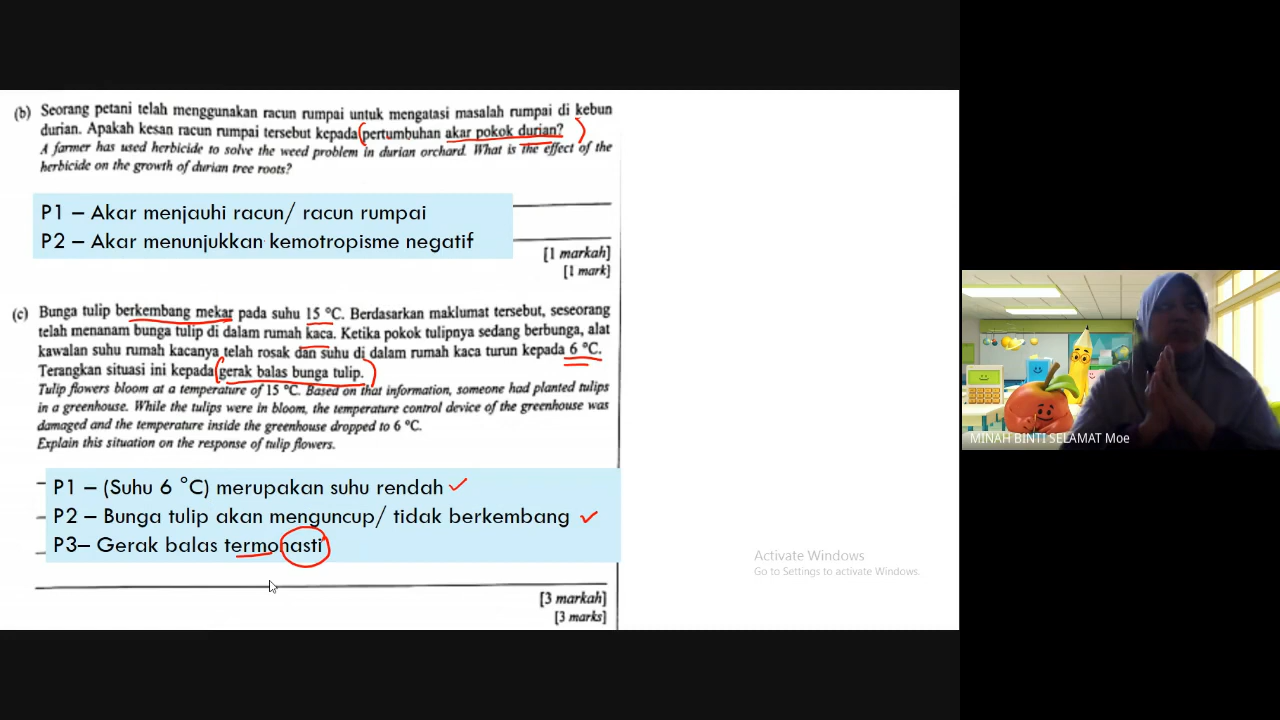 (b) Seorang petani telah menggunakan racun rumpai untuk mengatasi masalah rumpai di kebun
durian. Apakah kesan racun rumpai tersebut kepada pertumbuhan akar pokok durian?
A farmer has used herbicide to solve the weed problem in durian orchard. What is the effect of the
herbicide on the growth of durian tree roots?
P1 – Akar menjauhi racun/ racun rumpai
P2 – Akar menunjukkan kemotropisme negatif
[1 markah]
[1 mark]
(c) Bunga tulip berkembang mekar pada suhu 15 °C. Berdasarkan maklumat tersebut, seseorang
telah menanam bunga tulip di dalam rumah kaca. Ketika pokok tulipnya sedang berbunga, alat
kawalan suhu rumah kacanya telah rosak dan suhu di dalam rumah kaca turun kepada 6 °C.
Terangkan situasi ini kepada gerak balas bunga tulip.
Tulip flowers bloom at a temperature of 15 °C. Based on that information, someone had planted tulips
in a greenhouse. While the tulips were in bloom, the temperature control device of the greenhouse was
damaged and the temperature inside the greenhouse dropped to 6 °C.
Explain this situation on the response of tulip flowers.
P1 – (Suhu 6 °C) merupakan suhu rendah
P2 – Bunga tulip akan menguncup/ tidak berkembang
P3– Gerak balas termonasti
[3 markah]
[3 marks]
MINAH BINTI SELAMAT Moe
Activate Windows
Go to Settings to activate Windows.